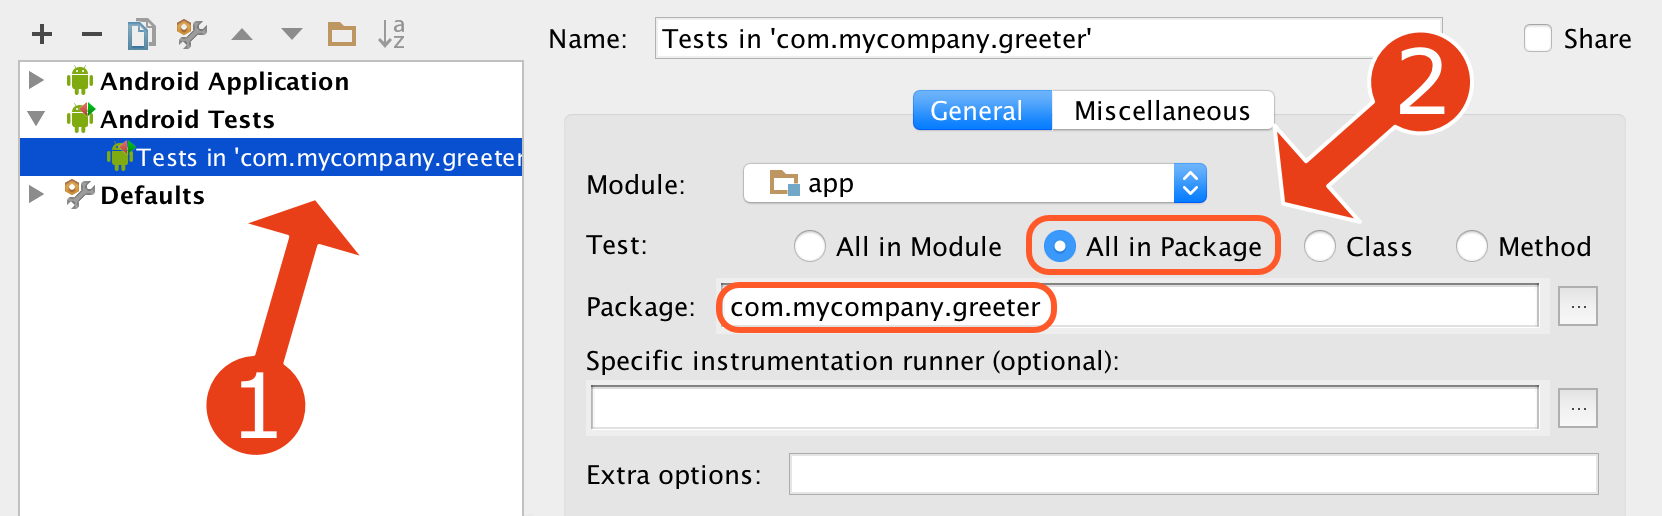 a
z
Name: Tests in 'com.mycompany.greeter' Share
Android Application
Android Tests
Tests in 'com.mycompany.greeter
Defaults
2
General Miscellaneous
Module: app
Test: All in Module All in Package Class Method
Package: com.mycompany.greeter ...
Specific instrumentation runner (optional):
...
1
Extra options: